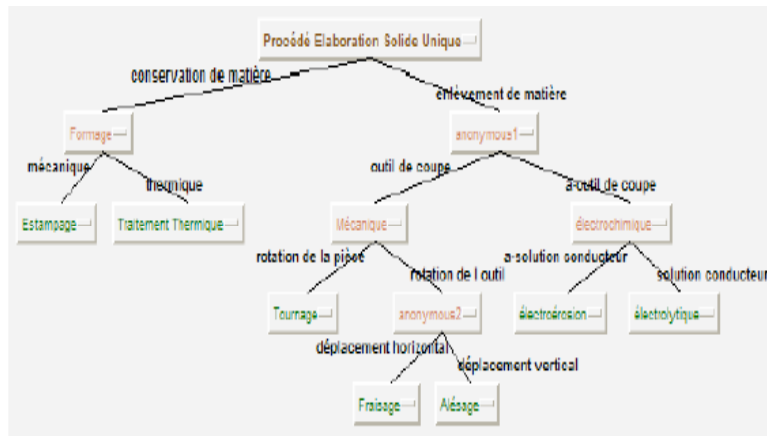 Procédé Elaboration Solide Unique
conservation de matière
enlèvement de matière
Formage
anonymous1
mécanique
thermique
outil de coupe
a-outil de coupe
Estampage
Traitement Thermique
Mécanique
électrochimique
rotation de la pièce
rotation de l outil
a-solution conducteur
solution conducteur
Tournage
anonymous2
électroérosion
électrolytique
déplacement horizontal
déplacement vertical
Fraisage
Alésage